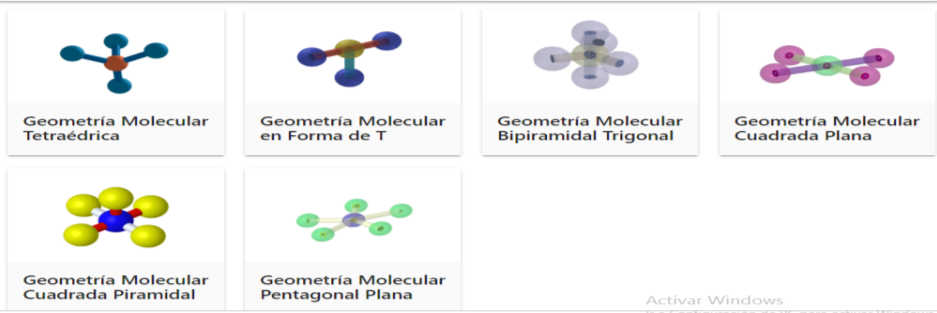 Geometría Molecular
Tetraédrica
Geometría Molecular
en Forma de T
Geometría Molecular
Bipiramidal Trigonal
Geometría Molecular
Cuadrada Plana
Geometría Molecular
Cuadrada Piramidal
Geometría Molecular
Pentagonal Plana
Activar Windows